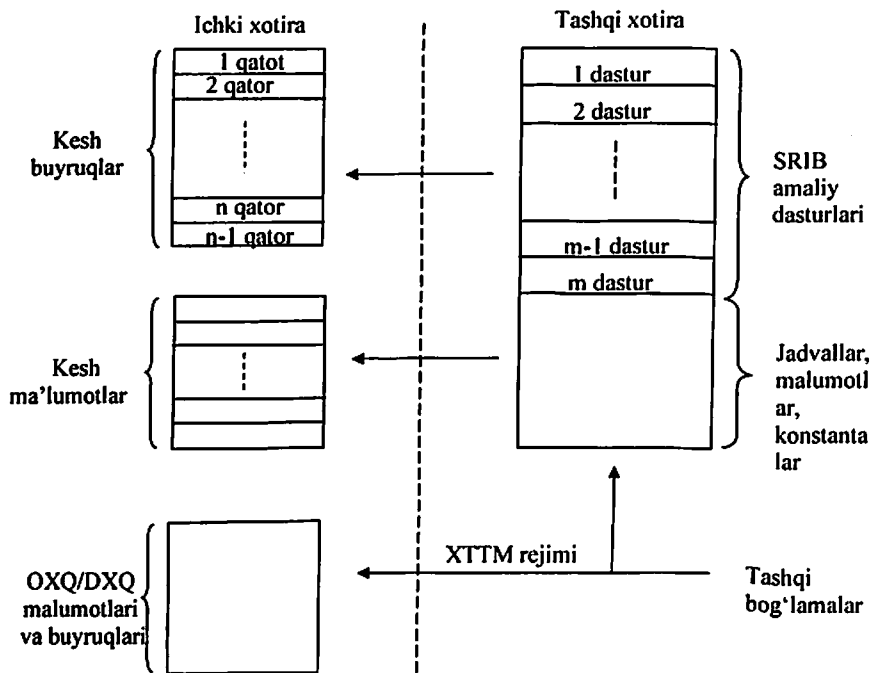 Ichki xotira
Tashqi xotira
1 qatot
2 qator
n qator
n-1 qator
Kesh
buyruqlar
1 dastur
2 dastur
m-1 dastur
m dastur
SRIB
amaliy
dasturlari
Kesh
ma’lumotlar
Jadvallar,
malumotl
ar,
konstanta
lar
XTTM rejimi
OXQ/DXQ
malumotlari
va buyruqlari
Tashqi
bog‘lamalar